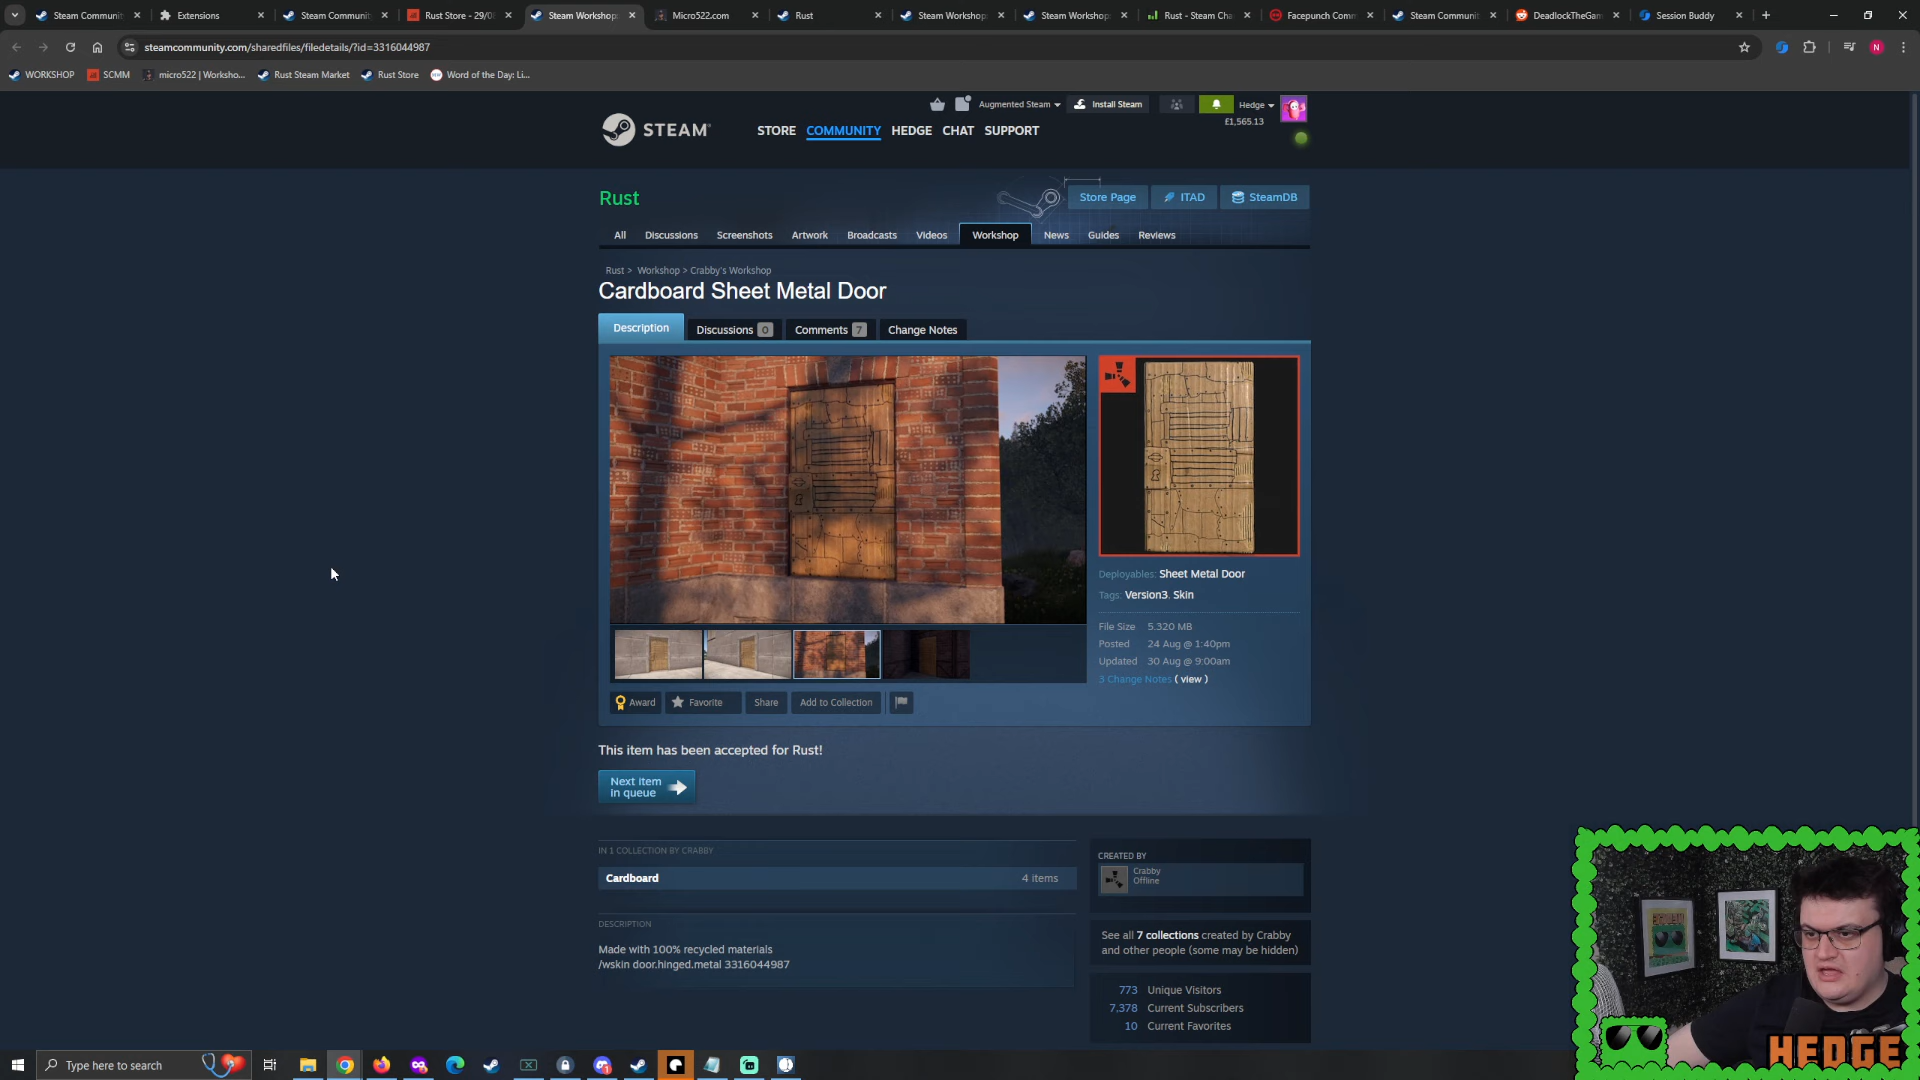 Steam Communi
Extensions
Steam Communit
Rust Store - 29/0
Steam Workshop
Micro522.com
Rust
Steam Workshop
Steam Workshop
Rust - Steam Cha
Facepunch Comm
Steam Communit
DeadlockTheGam
Session Buddy
steamcommunity.com/sharedfiles/filedetails/?id=3316044987
N
WORKSHOP
SCMM
micro522 | Worksho...
Rust Steam Market
Rust Store
Word of the Day: Li...
Augmented Steam
Install Steam
Hedge
£1,565.13
STEAM
STORE
COMMUNITY
HEDGE
CHAT
SUPPORT
Rust
Store Page
ITAD
SteamDB
All
Discussions
Screenshots
Artwork
Broadcasts
Videos
Workshop
News
Guides
Reviews
Rust > Workshop > Crabby's Workshop
Cardboard Sheet Metal Door
Description
Discussions 0
Comments 7
Change Notes
Deployables: Sheet Metal Door
Tags: Version3, Skin
File Size 5.320 MB
Posted 24 Aug @ 1:40pm
Updated 30 Aug @ 9:00am
3 Change Notes ( view )
Award
Favorite
Share
Add to Collection
This item has been accepted for Rust!
Next item
in queue
IN 1 COLLECTION BY CRABBY
Cardboard
4 items
CREATED BY
Crabby
Offline
DESCRIPTION
Made with 100% recycled materials
/wskin door.hinged.metal 3316044987
See all 7 collections created by Crabby
and other people (some may be hidden)
773 Unique Visitors
7,378 Current Subscribers
10 Current Favorites
HEDGE
Type here to search